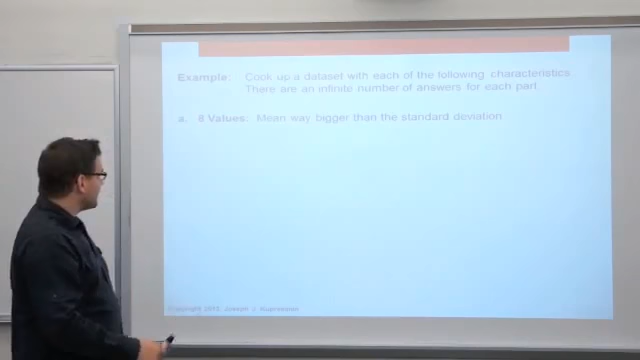 Example: Cook up a dataset with each of the following characteristics.
There are an infinite number of answers for each part.
a. 8 Values: Mean way bigger than the standard deviation
Joseph J.